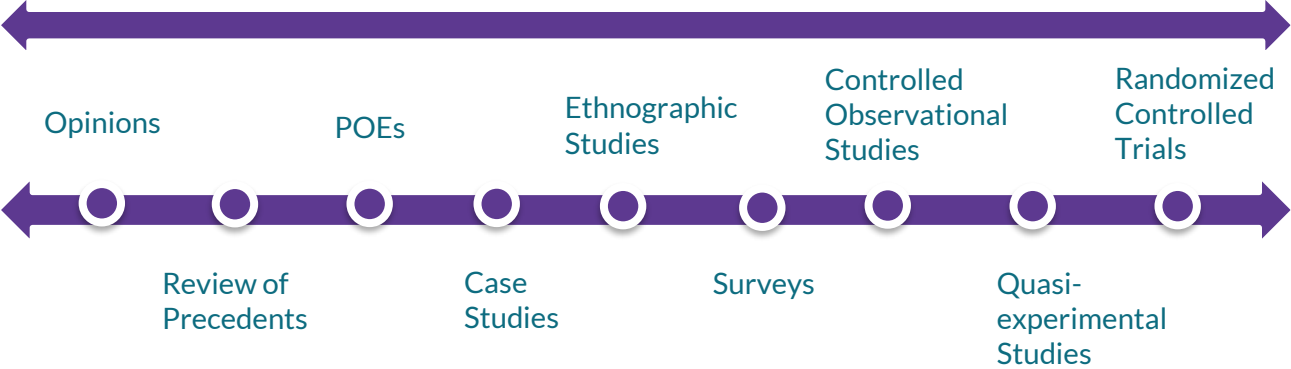 Opinions
Review of
Precedents
POEs
Case
Studies
Ethnographic
Studies
Surveys
Controlled
Observational
Studies
Quasi-
experimental
Studies
Randomized
Controlled
Trials